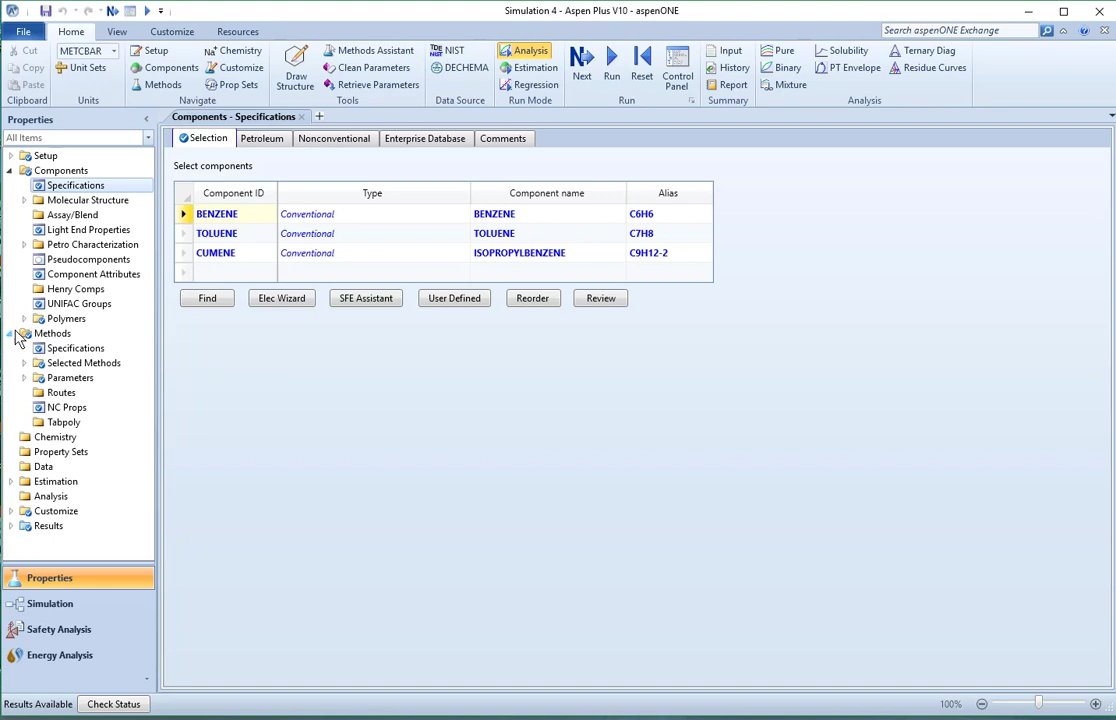 Simulation 4 - Aspen Plus V10 - aspenONE
File Home View Customize Resources Search aspenONE Exchange
Cut METCBAR Setup Chemistry Methods Assistant NIST Analysis Input Pure Solubility Ternary Diag
Copy Unit Sets Components Customize Clean Parameters DECHEMA Estimation History Binary PT Envelope Residue Curves
Paste Methods Prop Sets Draw Structure Retrieve Parameters Regression Next Run Reset Control Panel Report Mixture
Clipboard Units Navigate Tools Data Source Run Mode Run Summary Analysis
Properties
All Items
Setup
Components
Specifications
Molecular Structure
Assay/Blend
Light End Properties
Petro Characterization
Pseudocomponents
Component Attributes
Henry Comps
UNIFAC Groups
Polymers
Methods
Specifications
Selected Methods
Parameters
Routes
NC Props
Tabpoly
Chemistry
Property Sets
Data
Estimation
Analysis
Customize
Results
Properties
Simulation
Safety Analysis
Energy Analysis
Components - Specifications
Selection Petroleum Nonconventional Enterprise Database Comments
Select components
Component ID Type Component name Alias
BENZENE Conventional BENZENE C6H6
TOLUENE Conventional TOLUENE C7H8
CUMENE Conventional ISOPROPYLBENZENE C9H12-2
Find Elec Wizard SFE Assistant User Defined Reorder Review
Results Available Check Status 100%